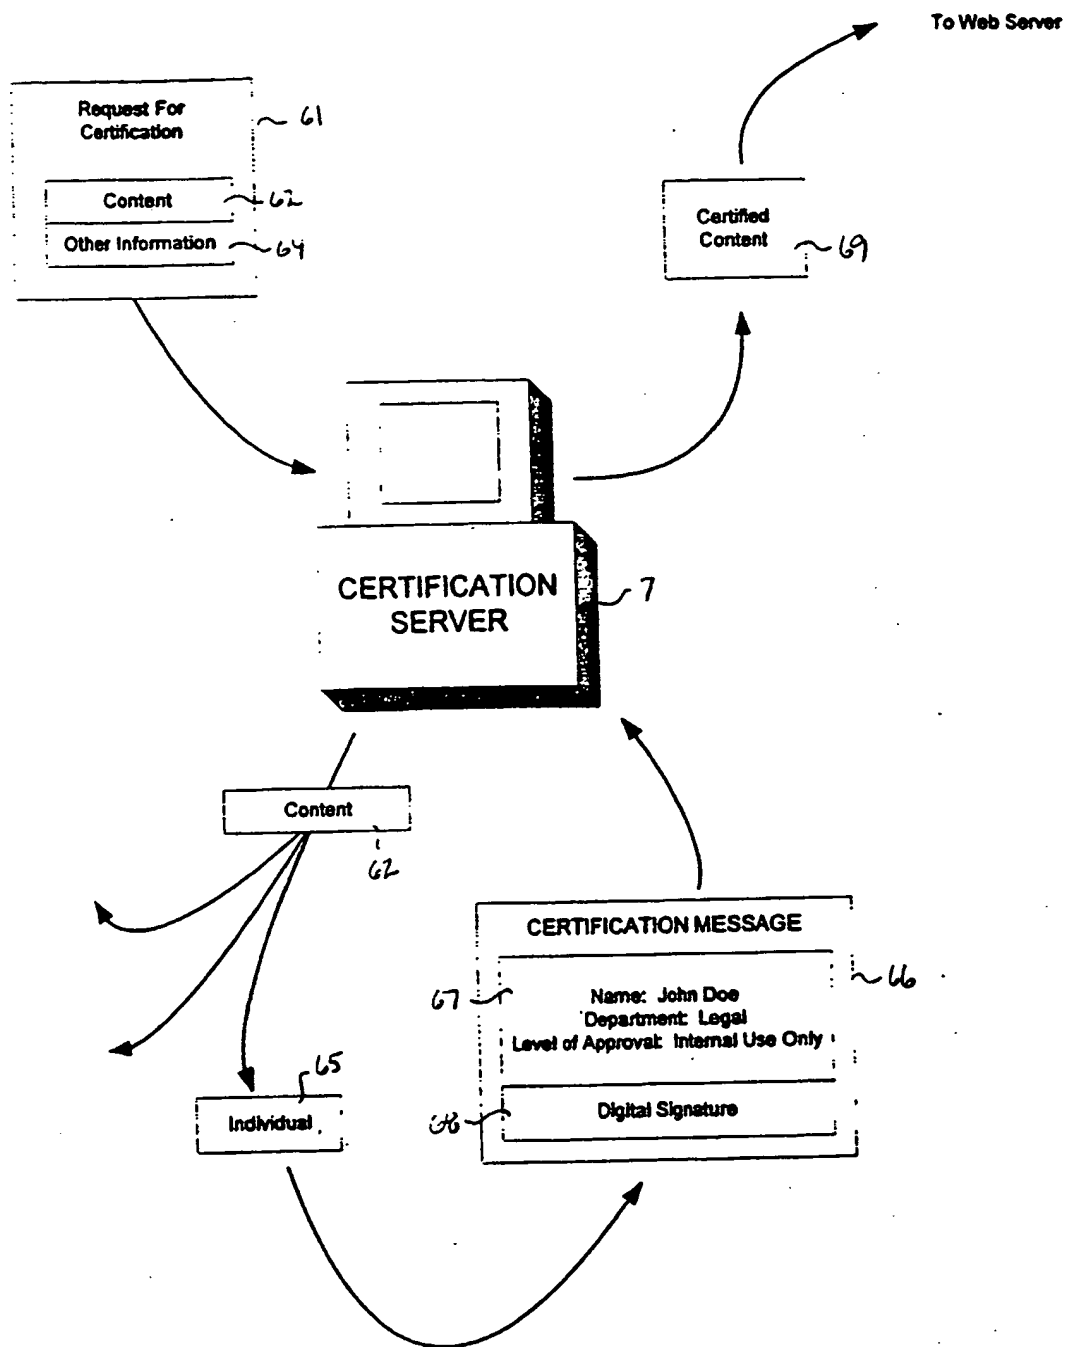 To Web Server
Request For
Certification
61
Content
62
Other Information
64
Certified
Content
69
CERTIFICATION
SERVER
7
Content
62
CERTIFICATION MESSAGE
66
67
Name: John Doe
Department: Legal
Level of Approval: Internal Use Only
65
Individual
68
Digital Signature